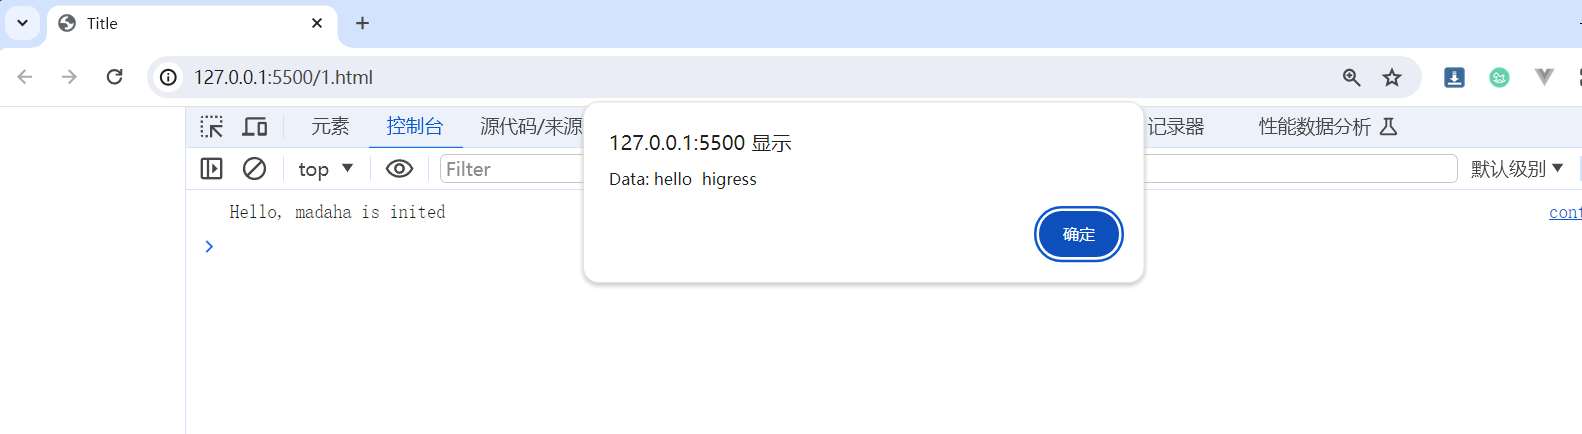 Title
127.0.0.1:5500/1.html
元素 控制台 源代码/来源 记录器 性能数据分析
127.0.0.1:5500 显示
top Filter 默认级别
Data: hello  higress
Hello, madaha is inited
确定